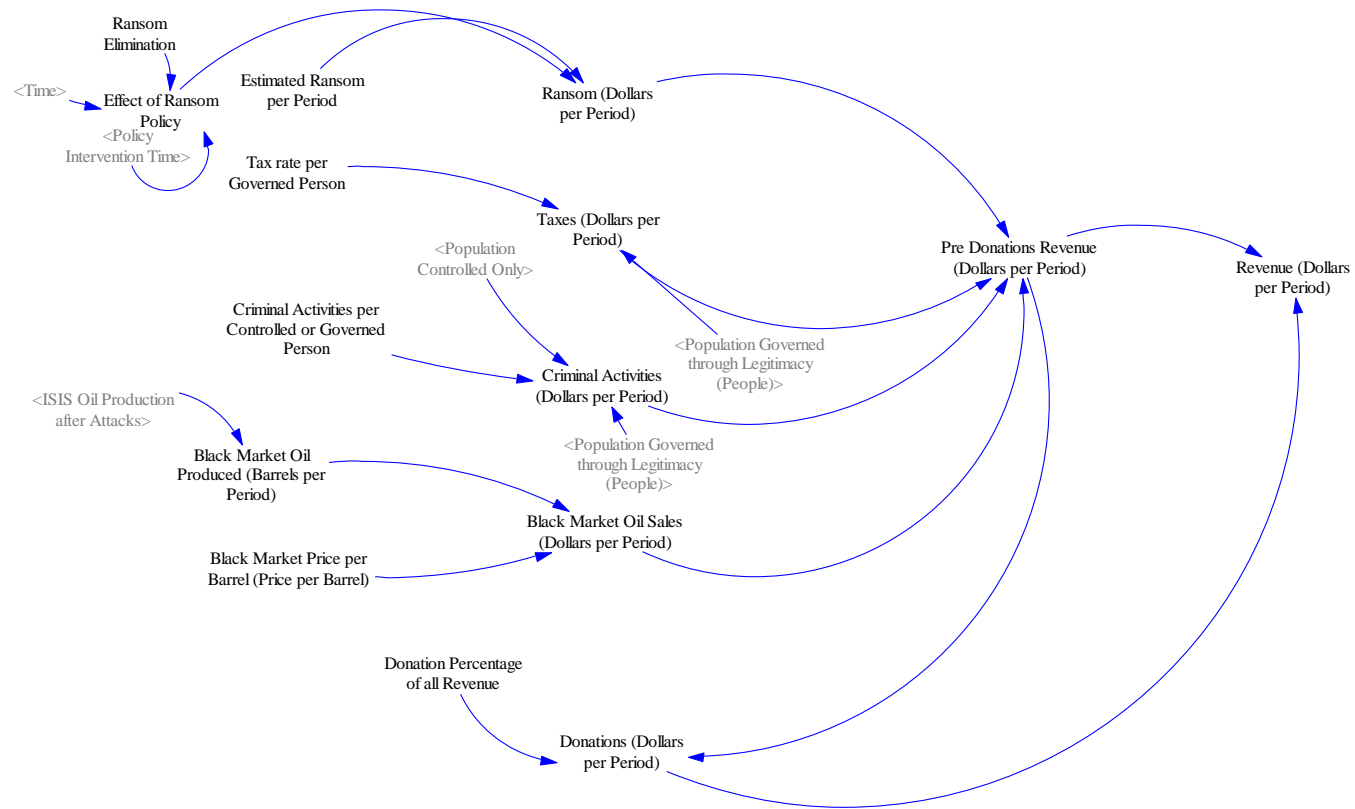 Ransom
Elimination
<Time>
Effect of Ransom
Policy
<Policy
Intervention Time>
Estimated Ransom
per Period
Ransom (Dollars
per Period)
Tax rate per
Governed Person
Taxes (Dollars per
Period)
<Population
Controlled Only>
Pre Donations Revenue
(Dollars per Period)
Revenue (Dollars
per Period)
Criminal Activities per
Controlled or Governed
Person
<Population Governed
through Legitimacy
(People)>
Criminal Activities
(Dollars per Period)
<ISIS Oil Production
after Attacks>
<Population Governed
through Legitimacy
(People)>
Black Market Oil
Produced (Barrels per
Period)
Black Market Oil Sales
(Dollars per Period)
Black Market Price per
Barrel (Price per Barrel)
Donation Percentage
of all Revenue
Donations (Dollars
per Period)